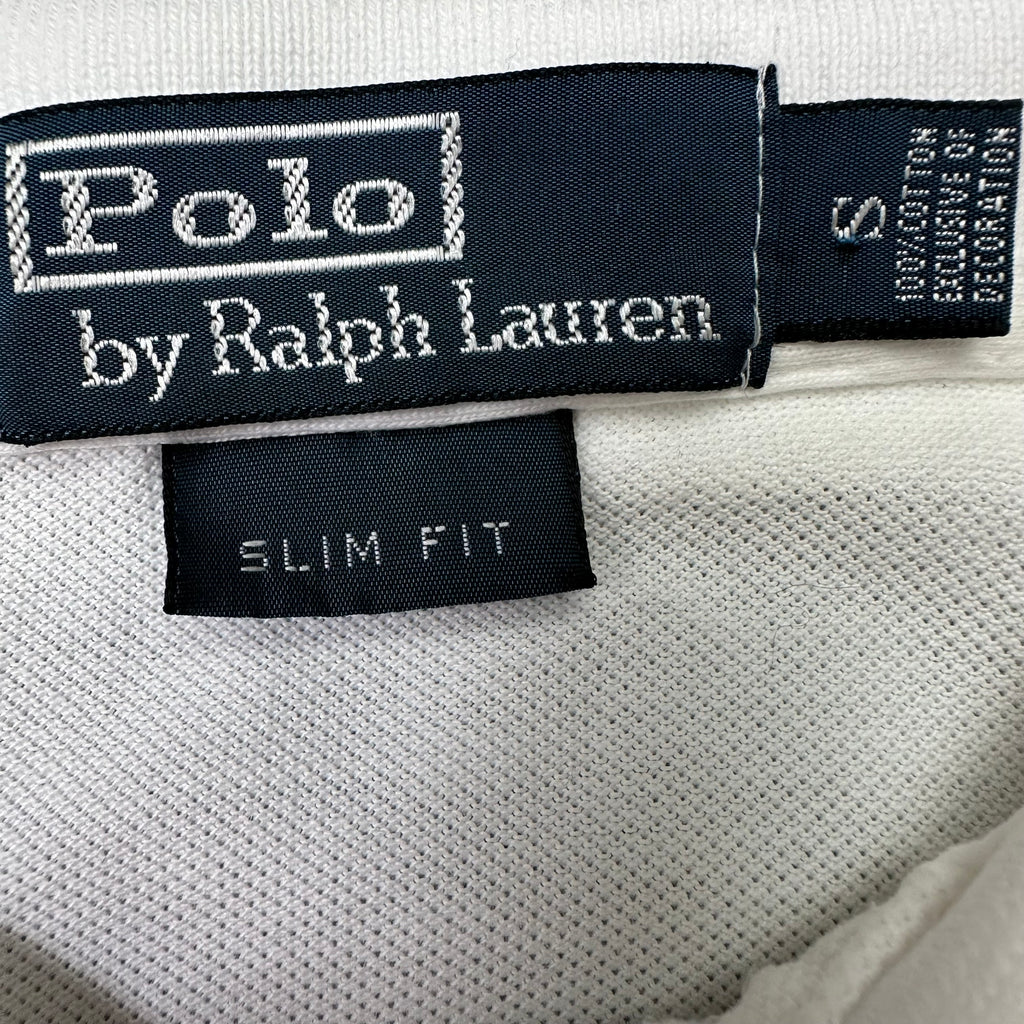 Polo
by Ralph Lauren
S
100%COTTON
EXCLUSIVE OF
DECORATION
SLIM FIT